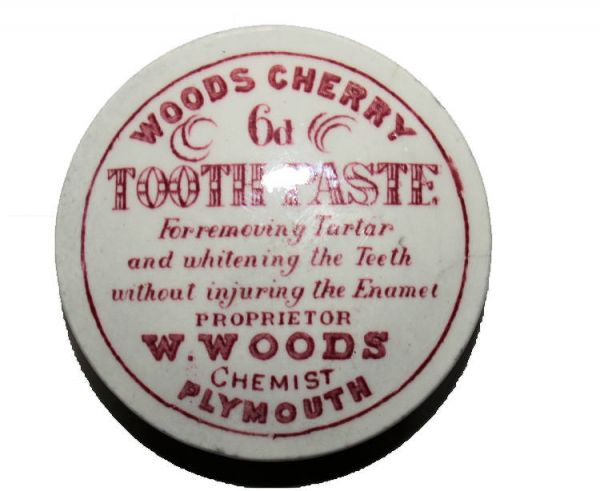 WOODS CHERRY
6d
TOOTH PASTE
For removing Tartar
and whitening the Teeth
without injuring the Enamel
PROPRIETOR
W. WOODS
CHEMIST
PLYMOUTH